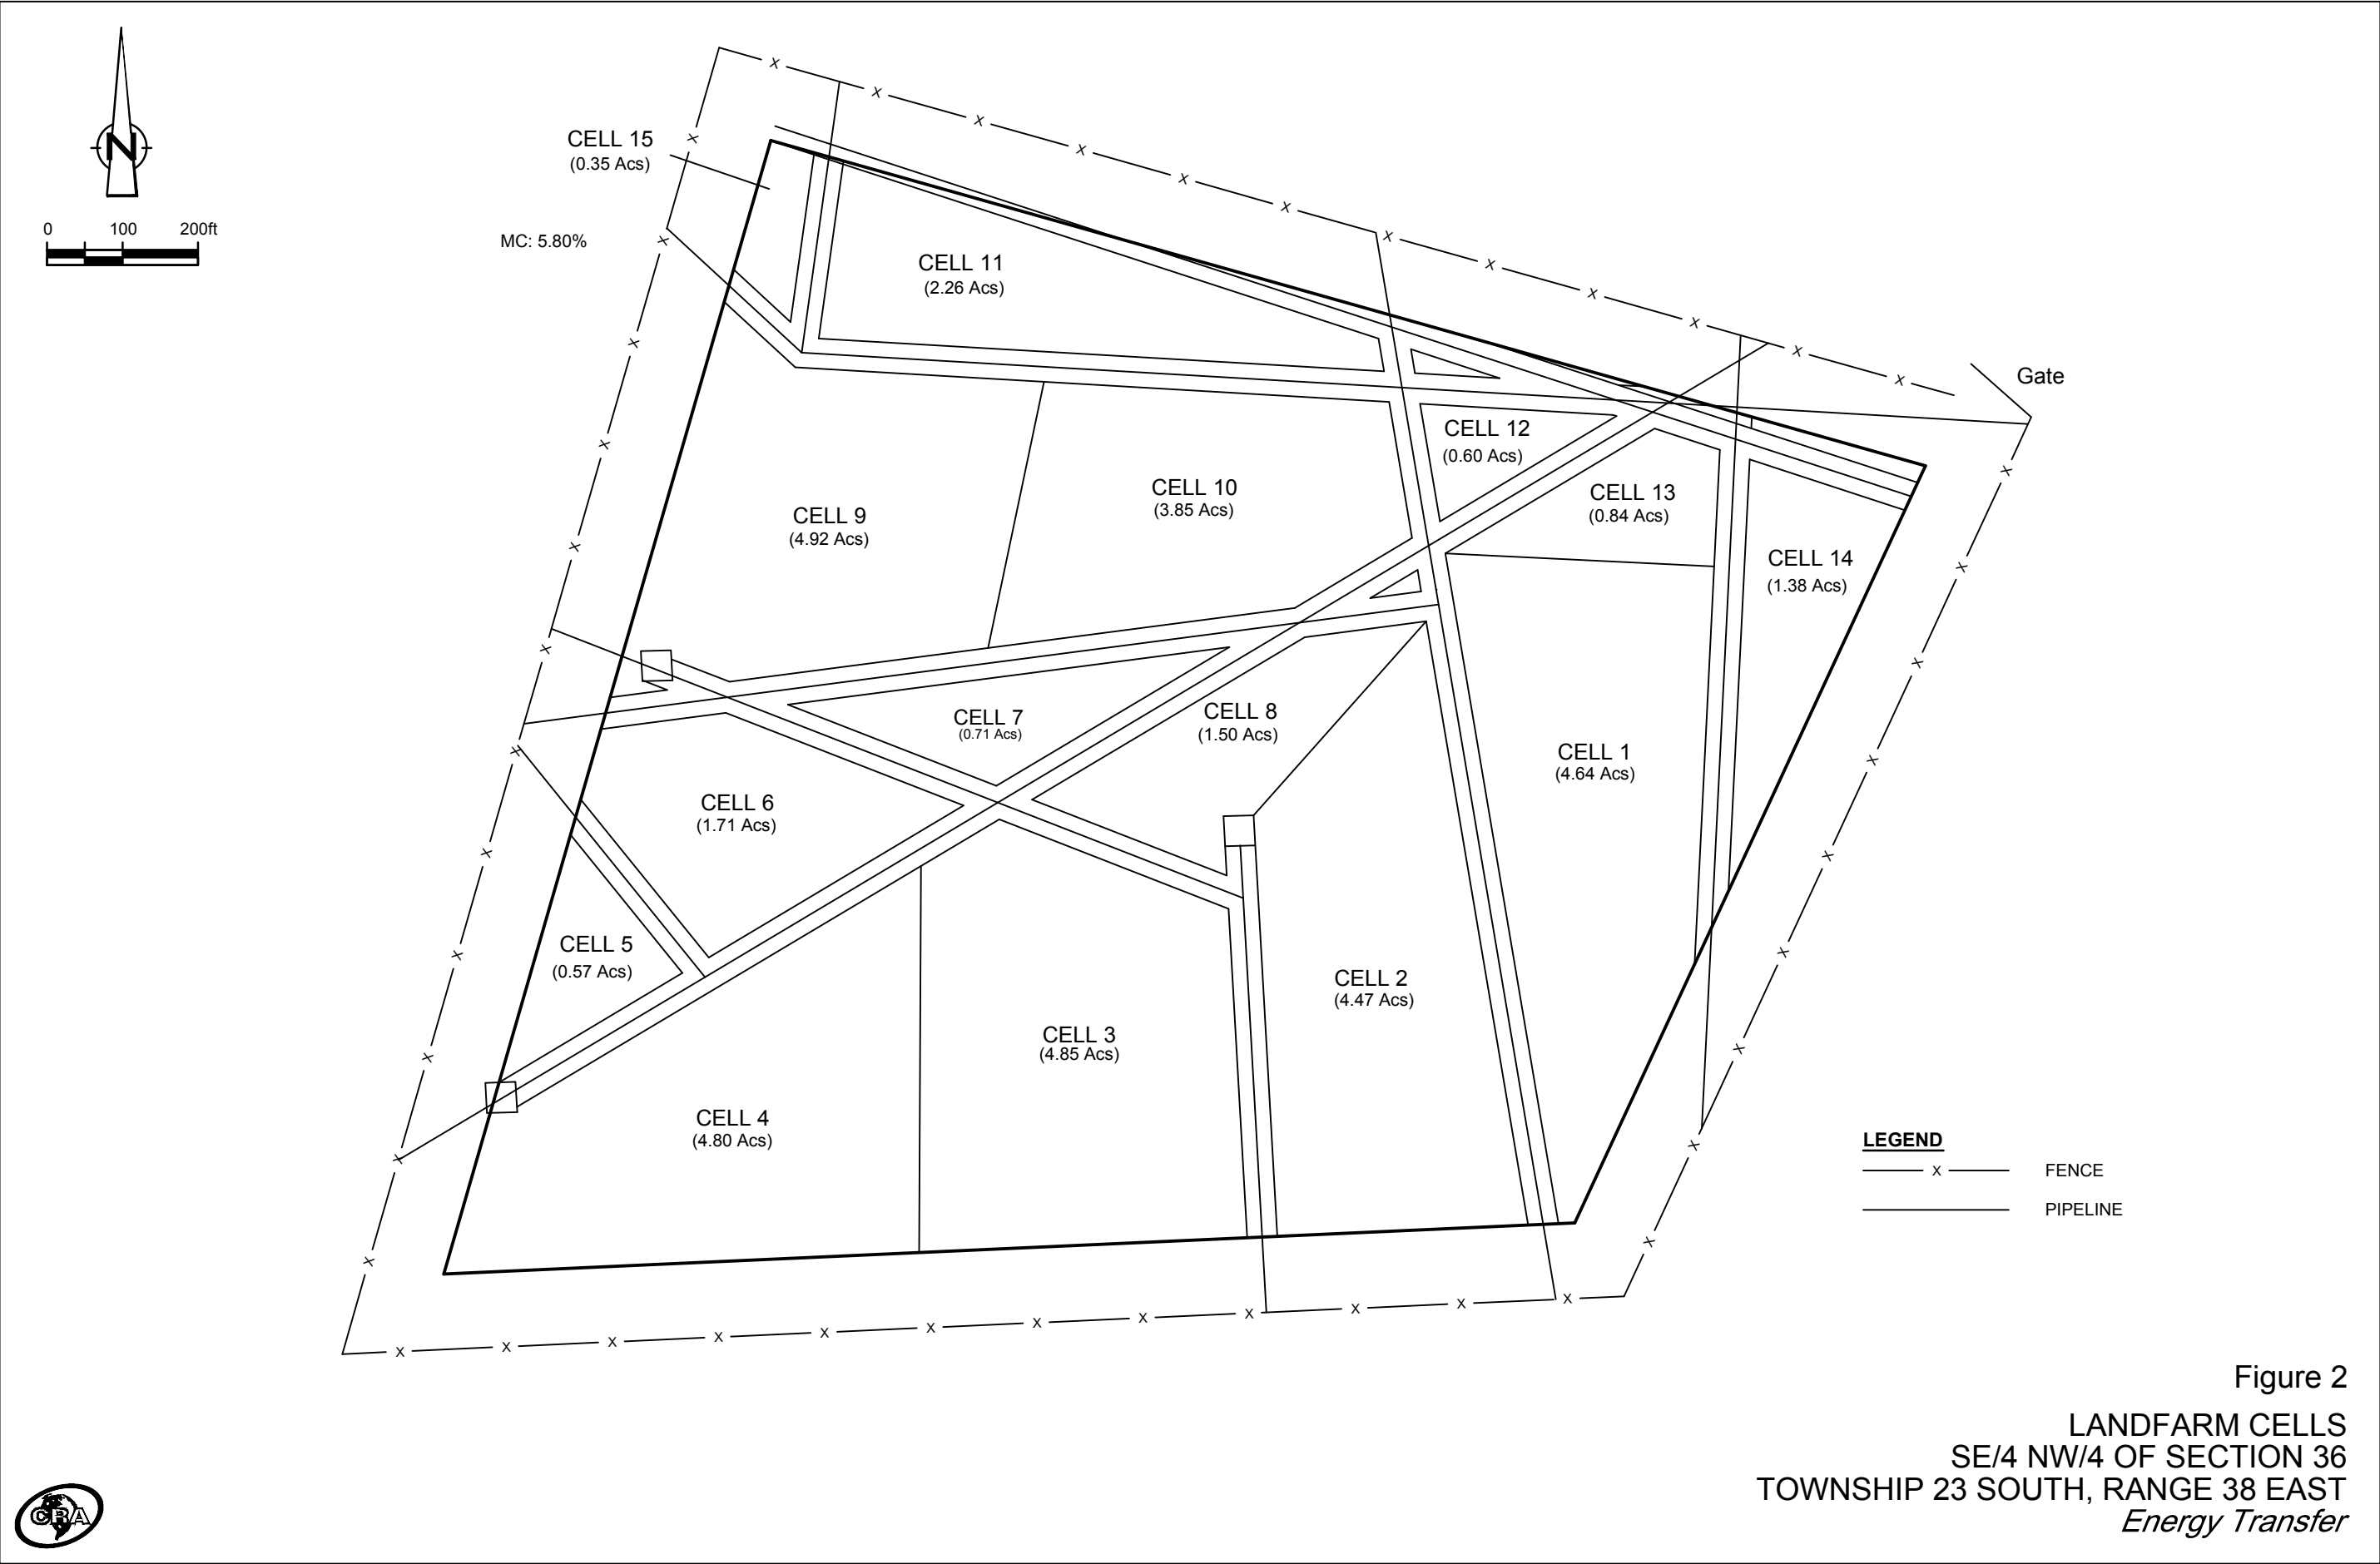 N
0 100 200ft
CELL 15
(0.35 Acs)
MC: 5.80%
CELL 11
(2.26 Acs)
Gate
CELL 12
(0.60 Acs)
CELL 10
(3.85 Acs)
CELL 13
(0.84 Acs)
CELL 9
(4.92 Acs)
CELL 14
(1.38 Acs)
CELL 7
(0.71 Acs)
CELL 8
(1.50 Acs)
CELL 1
(4.64 Acs)
CELL 6
(1.71 Acs)
CELL 5
(0.57 Acs)
CELL 2
(4.47 Acs)
CELL 3
(4.85 Acs)
CELL 4
(4.80 Acs)
LEGEND
X FENCE
PIPELINE
Figure 2
LANDFARM CELLS
SE/4 NW/4 OF SECTION 36
TOWNSHIP 23 SOUTH, RANGE 38 EAST
Energy Transfer
CRA